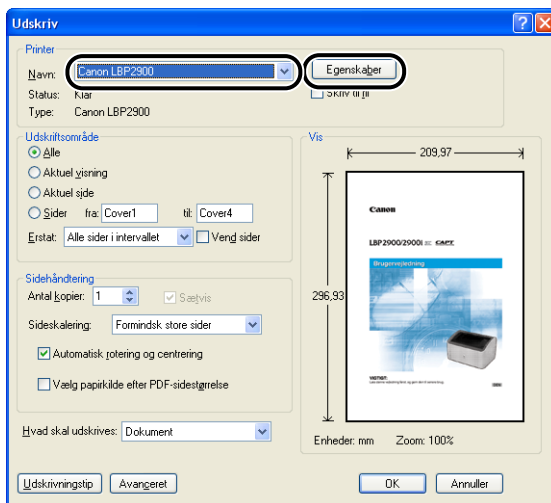 Udskriv
Printer
Navn: Canon LBP2900 Egenskaber
Status: Klar Skriv til fil
Type: Canon LBP2900
Udskriftsområde
Alle
Aktuel visning
Aktuel side
Sider fra: Cover1 til: Cover4
Erstat: Alle sider i intervallet Vend sider
Sidehåndtering
Antal kopier: 1 Sætvis
Sideskalering: Formindsk store sider
Automatisk rotering og centrering
Vælg papirkilde efter PDF-sidestørrelse
Hvad skal udskrives: Dokument
Vis
209,97
296,93
Canon
LBP2900/2900i CAPT
Brugervejledning
Enheder: mm Zoom: 100%
Udskrivningstip Avanceret OK Annuller